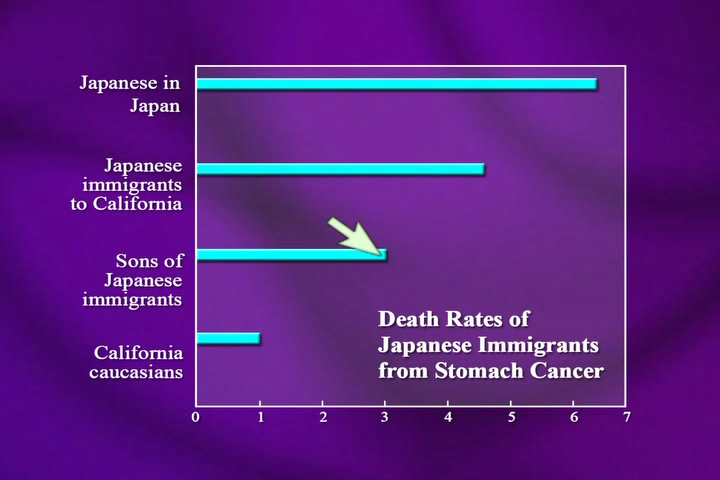 Japanese in
Japan
Japanese
immigrants
to California
Sons of
Japanese
immigrants
California
caucasians
Death Rates of
Japanese Immigrants
from Stomach Cancer
0 1 2 3 4 5 6 7